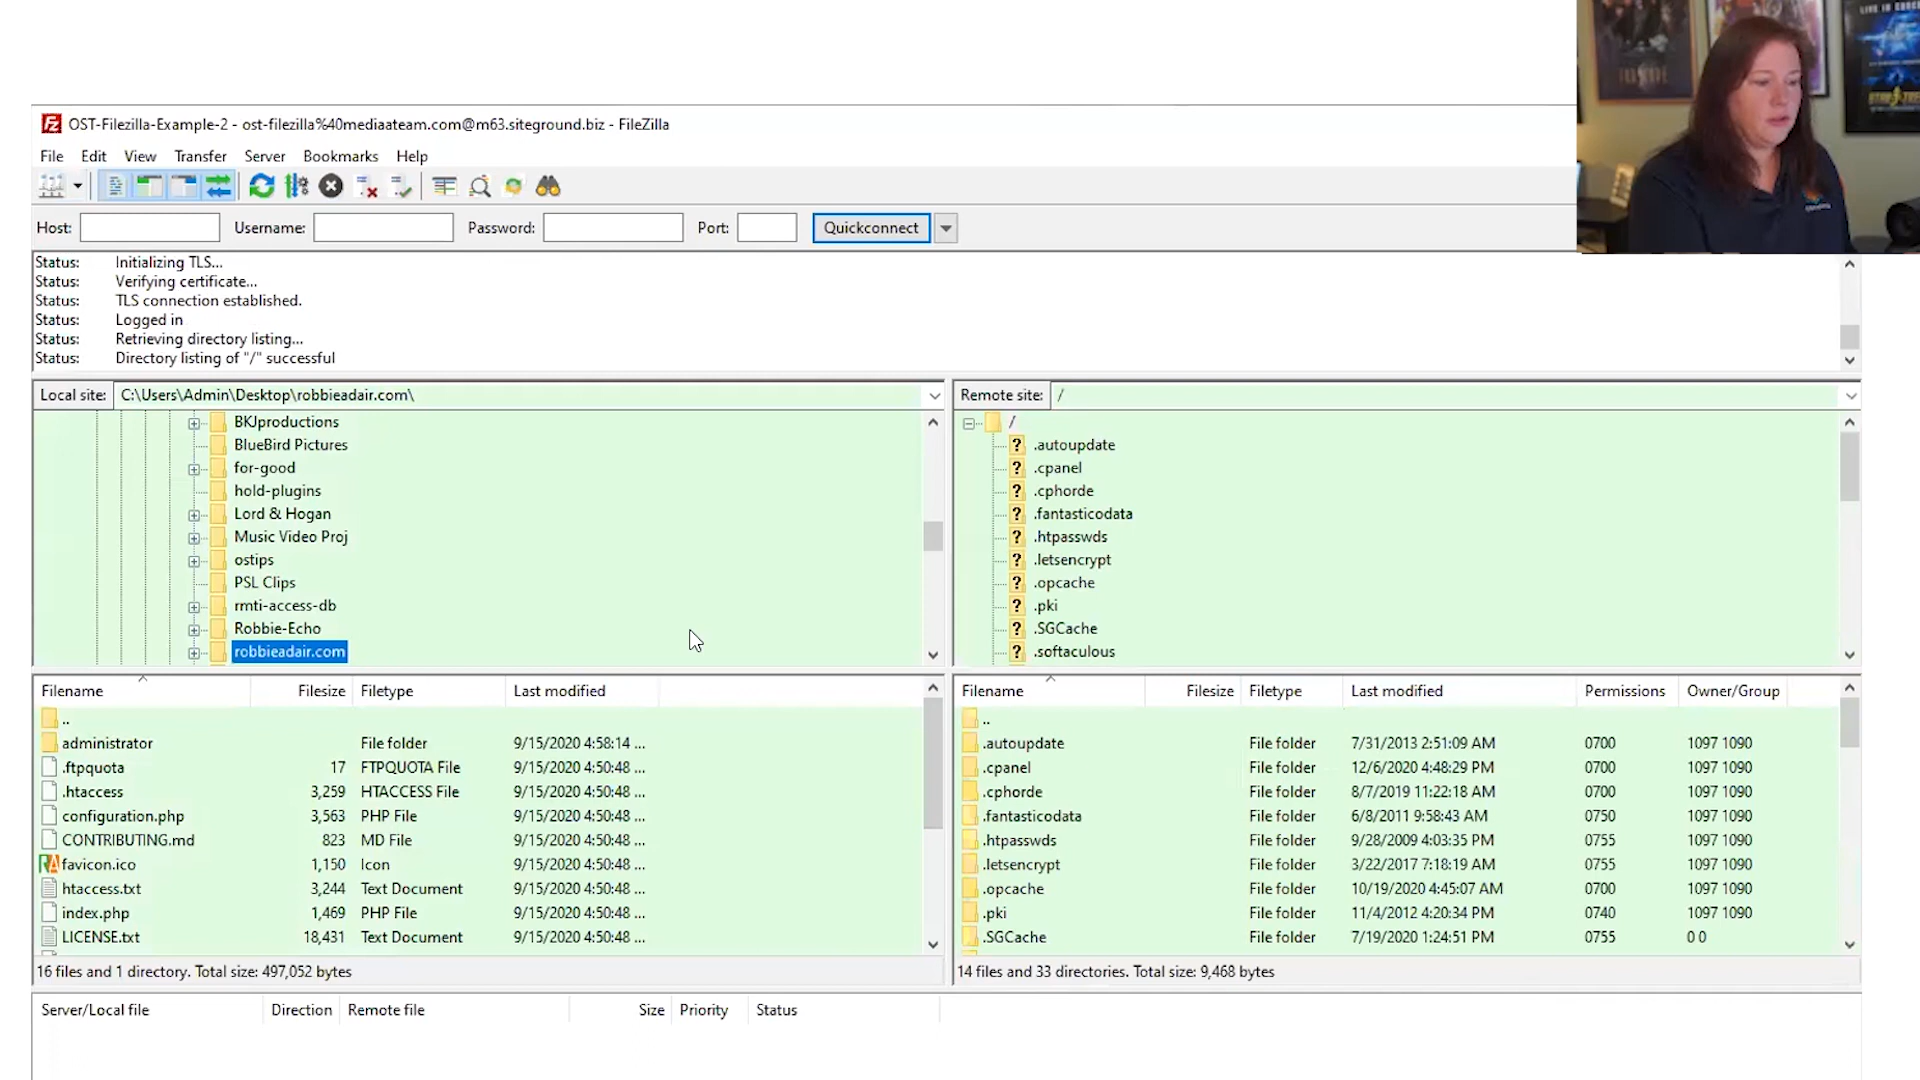 LIVE IN CONCERT
OST-Filezilla-Example-2 - ost-filezilla%40mediaateam.com@m63.siteground.biz - FileZilla
File Edit View Transfer Server Bookmarks Help
Host: Username: Password: Port: Quickconnect
Status: Initializing TLS...
Status: Verifying certificate...
Status: TLS connection established.
Status: Logged in
Status: Retrieving directory listing...
Status: Directory listing of "/" successful
Local site: C:\Users\Admin\Desktop\robbieadair.com\
BKJproductions
BlueBird Pictures
for-good
hold-plugins
Lord & Hogan
Music Video Proj
ostips
PSL Clips
rmti-access-db
Robbie-Echo
robbieadair.com
Remote site: /
/
.autoupdate
.cpanel
.cphorde
.fantasticodata
.htpasswds
.letsencrypt
.opcache
.pki
.SGCache
.softaculous
Filename Filesize Filetype Last modified
..
administrator File folder 9/15/2020 4:58:14 ...
.ftpquota 17 FTPQUOTA File 9/15/2020 4:50:48 ...
.htaccess 3,259 HTACCESS File 9/15/2020 4:50:48 ...
configuration.php 3,563 PHP File 9/15/2020 4:50:48 ...
CONTRIBUTING.md 823 MD File 9/15/2020 4:50:48 ...
favicon.ico 1,150 Icon 9/15/2020 4:50:48 ...
htaccess.txt 3,244 Text Document 9/15/2020 4:50:48 ...
index.php 1,469 PHP File 9/15/2020 4:50:48 ...
LICENSE.txt 18,431 Text Document 9/15/2020 4:50:48 ...
16 files and 1 directory. Total size: 497,052 bytes
Filename Filesize Filetype Last modified Permissions Owner/Group
..
.autoupdate File folder 7/31/2013 2:51:09 AM 0700 1097 1090
.cpanel File folder 12/6/2020 4:48:29 PM 0700 1097 1090
.cphorde File folder 8/7/2019 11:22:18 AM 0700 1097 1090
.fantasticodata File folder 6/8/2011 9:58:43 AM 0750 1097 1090
.htpasswds File folder 9/28/2009 4:03:35 PM 0755 1097 1090
.letsencrypt File folder 3/22/2017 7:18:19 AM 0755 1097 1090
.opcache File folder 10/19/2020 4:45:07 AM 0700 1097 1090
.pki File folder 11/4/2012 4:20:34 PM 0740 1097 1090
.SGCache File folder 7/19/2020 1:24:51 PM 0755 0 0
14 files and 33 directories. Total size: 9,468 bytes
Server/Local file Direction Remote file Size Priority Status